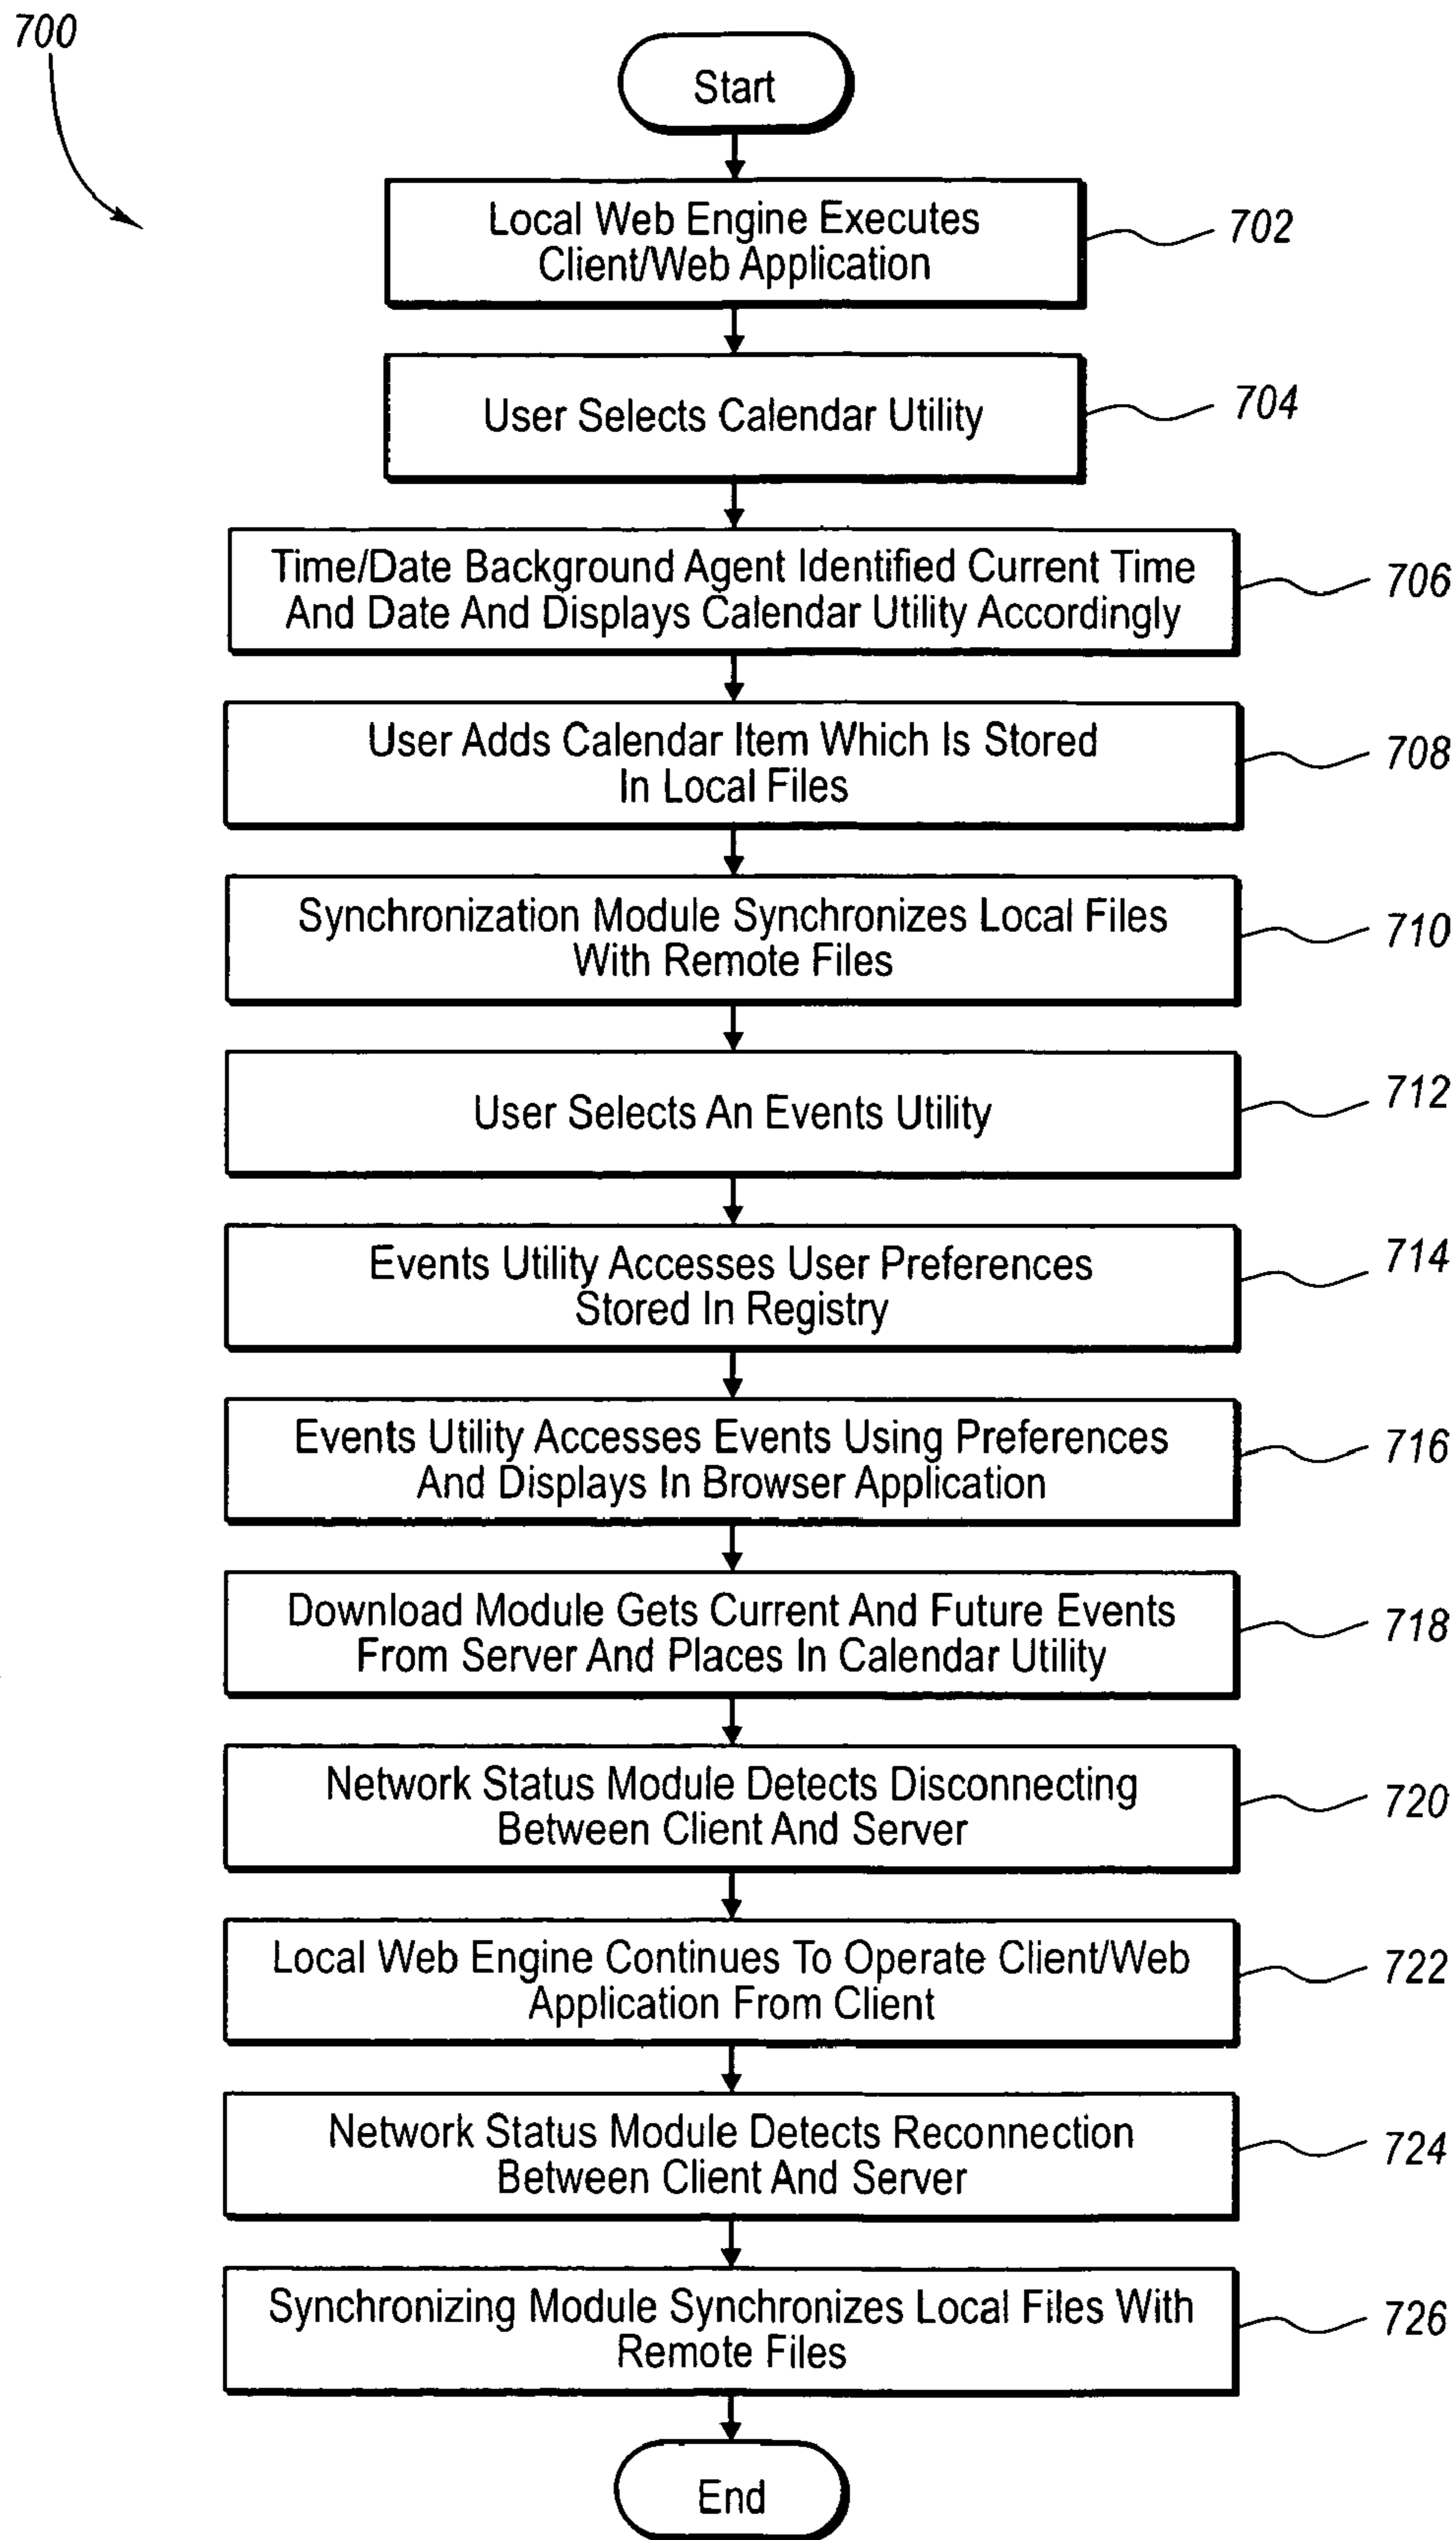 700
Start
Local Web Engine Executes
Client/Web Application
702
User Selects Calendar Utility
704
Time/Date Background Agent Identified Current Time
And Date And Displays Calendar Utility Accordingly
706
User Adds Calendar Item Which Is Stored
In Local Files
708
Synchronization Module Synchronizes Local Files
With Remote Files
710
User Selects An Events Utility
712
Events Utility Accesses User Preferences
Stored In Registry
714
Events Utility Accesses Events Using Preferences
And Displays In Browser Application
716
Download Module Gets Current And Future Events
From Server And Places In Calendar Utility
718
Network Status Module Detects Disconnecting
Between Client And Server
720
Local Web Engine Continues To Operate Client/Web
Application From Client
722
Network Status Module Detects Reconnection
Between Client And Server
724
Synchronizing Module Synchronizes Local Files With
Remote Files
726
End